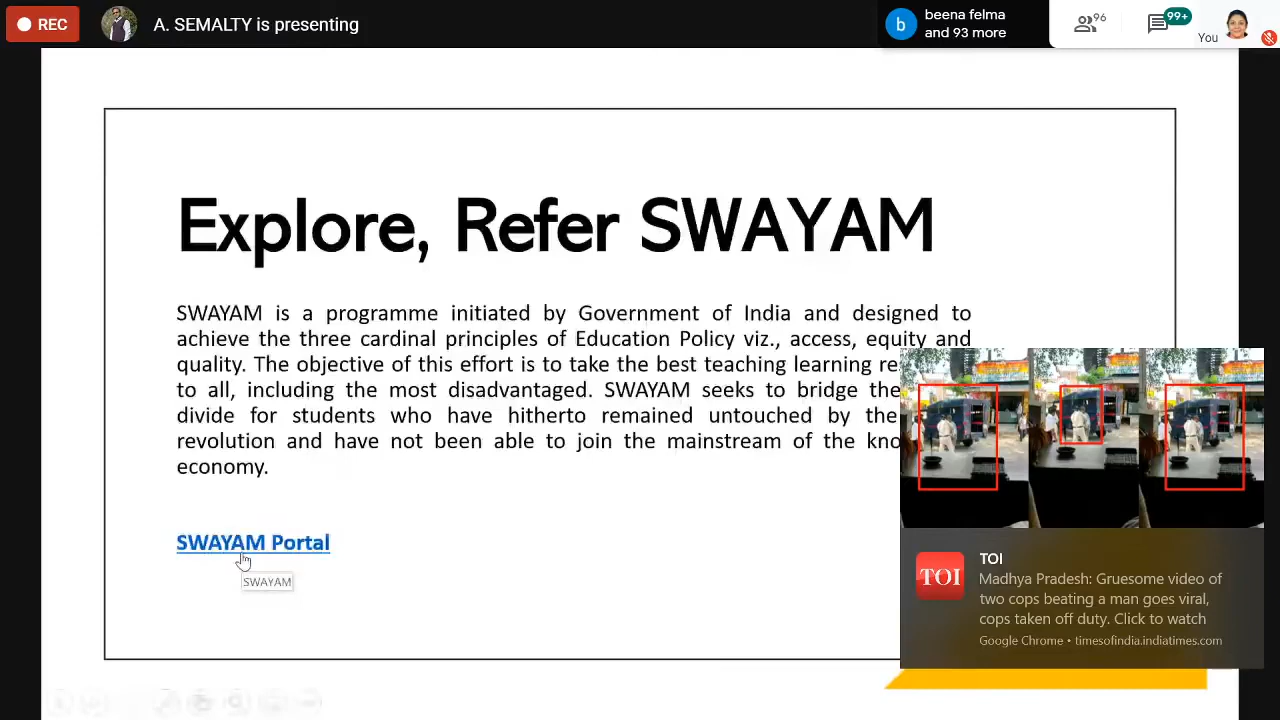 REC
A. SEMALTY is presenting
b
beena felma
and 93 more
96
99+
You
Explore, Refer SWAYAM
SWAYAM is a programme initiated by Government of India and designed to
achieve the three cardinal principles of Education Policy viz., access, equity and
quality. The objective of this effort is to take the best teaching learning
to all, including the most disadvantaged. SWAYAM seeks to bridge the
divide for students who have hitherto remained untouched by the
revolution and have not been able to join the mainstream of the
economy.
SWAYAM Portal
SWAYAM
TOI
TOI
Madhya Pradesh: Gruesome video of
two cops beating a man goes viral,
cops taken off duty. Click to watch
Google Chrome • timesofindia.indiatimes.com